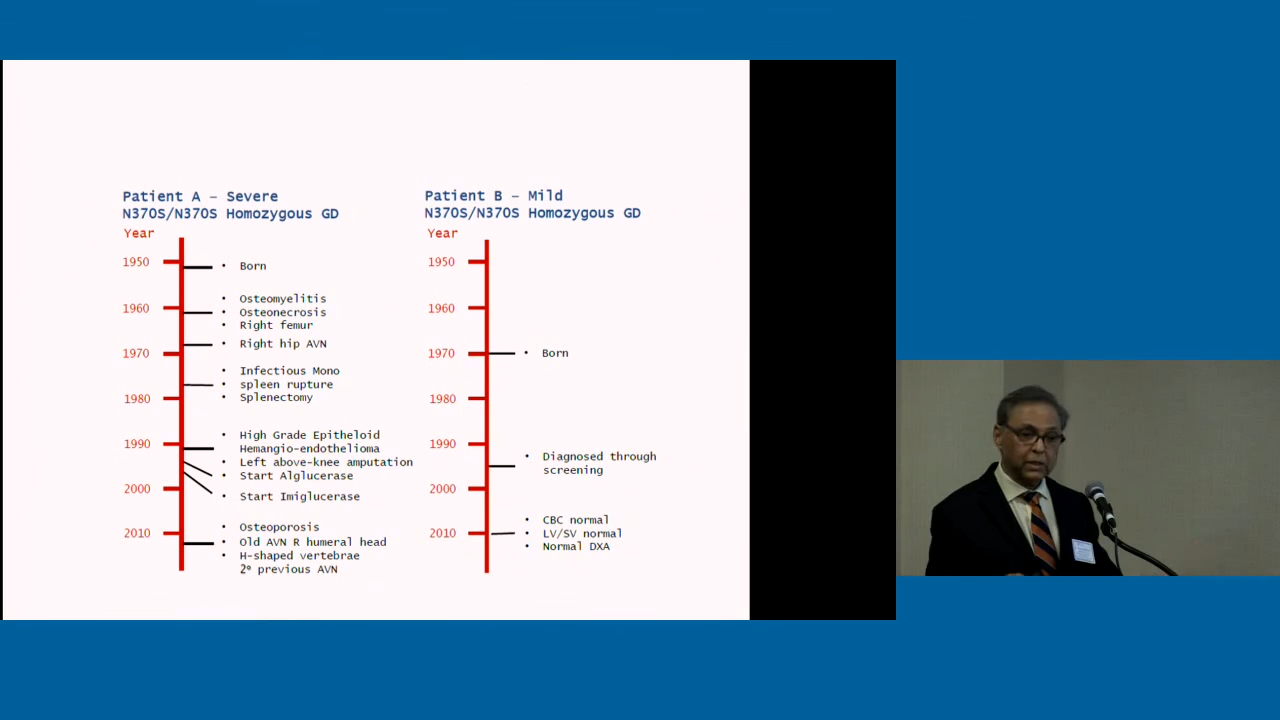 Patient A – Severe
N370S/N370S Homozygous GD
Year
1950
• Born
1960
• Osteomyelitis
• Osteonecrosis
• Right femur
• Right hip AVN
1970
• Infectious Mono
• spleen rupture
• Splenectomy
1980
1990
• High Grade Epitheloid
Hemangio-endothelioma
• Left above-knee amputation
• Start Alglucerase
2000
• Start Imiglucerase
2010
• Osteoporosis
• Old AVN R humeral head
• H-shaped vertebrae
2° previous AVN
Patient B – Mild
N370S/N370S Homozygous GD
Year
1950
1960
1970
• Born
1980
1990
• Diagnosed through
screening
2000
2010
• CBC normal
• LV/SV normal
• Normal DXA